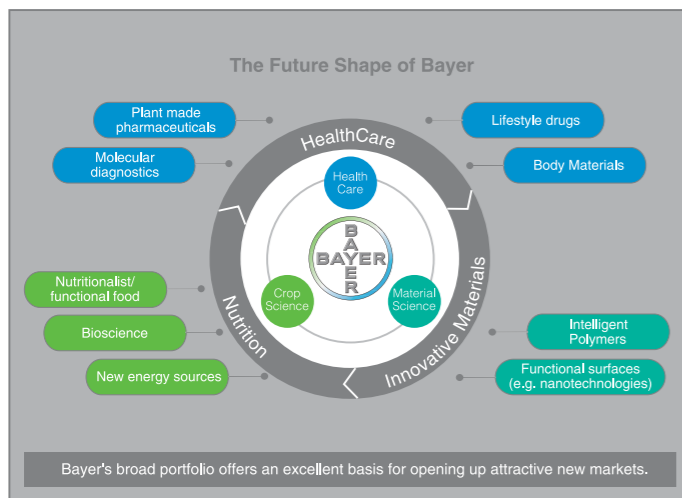 The Future Shape of Bayer
Plant made
pharmaceuticals
Lifestyle drugs
Molecular
diagnostics
Body Materials
HealthCare
Health
Care
BAYER
BAYER
Crop
Science
Material
Science
Nutrition
Innovative Materials
Nutritionalist/
functional food
Bioscience
New energy sources
Intelligent
Polymers
Functional surfaces
(e.g. nanotechnologies)
Bayer's broad portfolio offers an excellent basis for opening up attractive new markets.